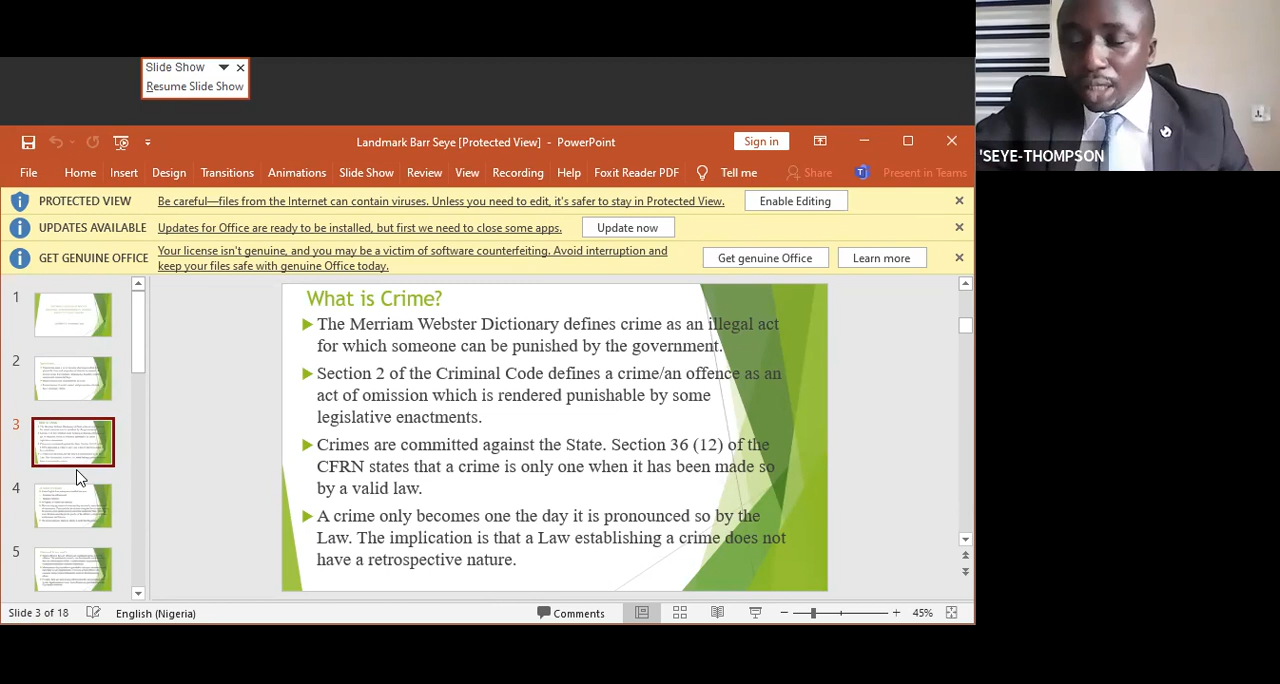 Slide Show
Resume Slide Show
Landmark Barr Seye [Protected View] - PowerPoint
Sign in
File Home Insert Design Transitions Animations Slide Show Review View Recording Help Foxit Reader PDF Tell me Share Present in Teams
PROTECTED VIEW Be careful—files from the Internet can contain viruses. Unless you need to edit, it's safer to stay in Protected View. Enable Editing
UPDATES AVAILABLE Updates for Office are ready to be installed, but first we need to close some apps. Update now
GET GENUINE OFFICE Your license isn't genuine, and you may be a victim of software counterfeiting. Avoid interruption and
keep your files safe with genuine Office today. Get genuine Office Learn more
1
2
3
4
5
What is Crime?
The Merriam Webster Dictionary defines crime as an illegal act
for which someone can be punished by the government.
Section 2 of the Criminal Code defines a crime/an offence as an
act of omission which is rendered punishable by some
legislative enactments.
Crimes are committed against the State. Section 36 (12) of the
CFRN states that a crime is only one when it has been made so
by a valid law.
A crime only becomes one the day it is pronounced so by the
Law. The implication is that a Law establishing a crime does not
have a retrospective nature.
Slide 3 of 18 English (Nigeria) Comments 45%
'SEYE-THOMPSON